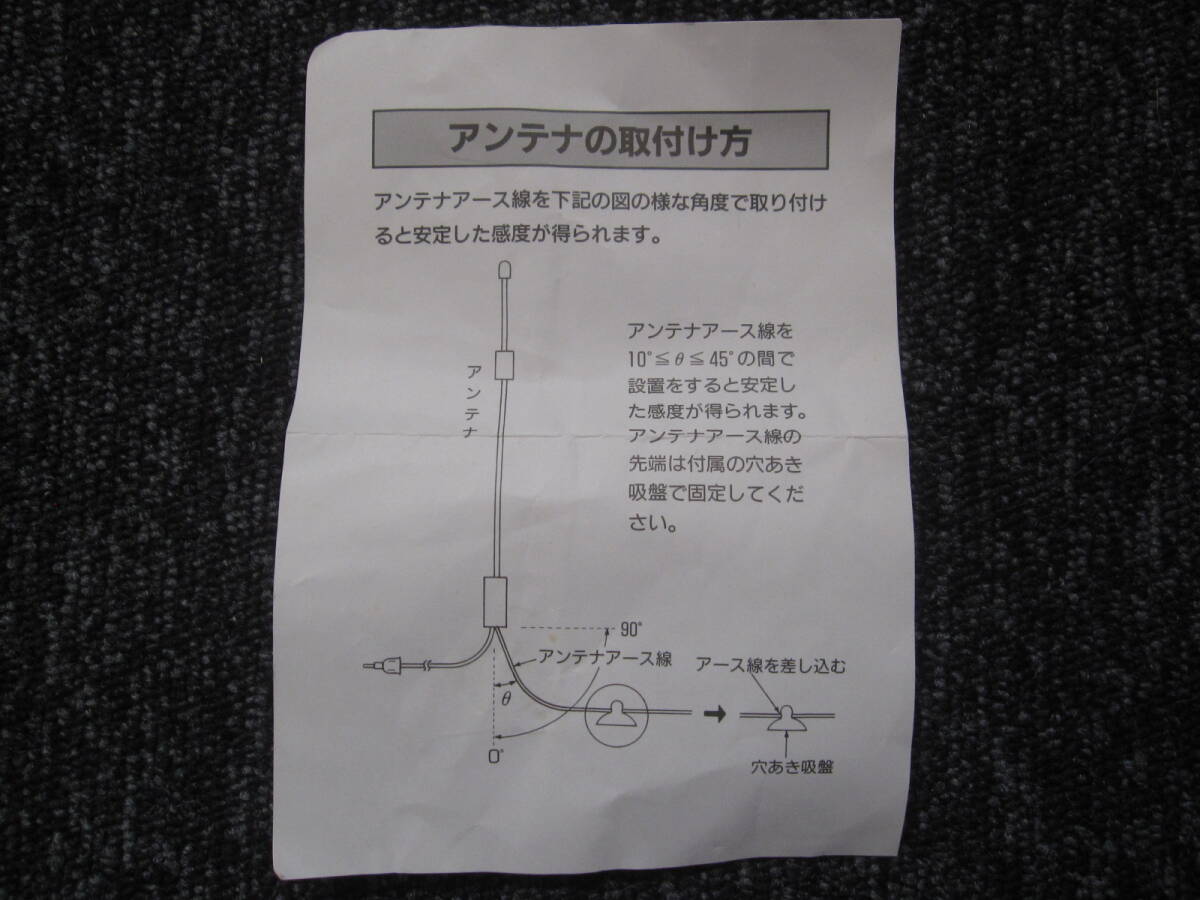 アンテナの取付け方
アンテナアース線を下記の図の様な角度で取り付け
ると安定した感度が得られます。
アンテナアース線を
10°≦θ≦45°の間で
設置をすると安定し
た感度が得られます。
アンテナアース線の
先端は付属の穴あき
吸盤で固定してくだ
さい。
アンテナ
90°
アンテナアース線
アース線を差し込む
θ
0°
穴あき吸盤